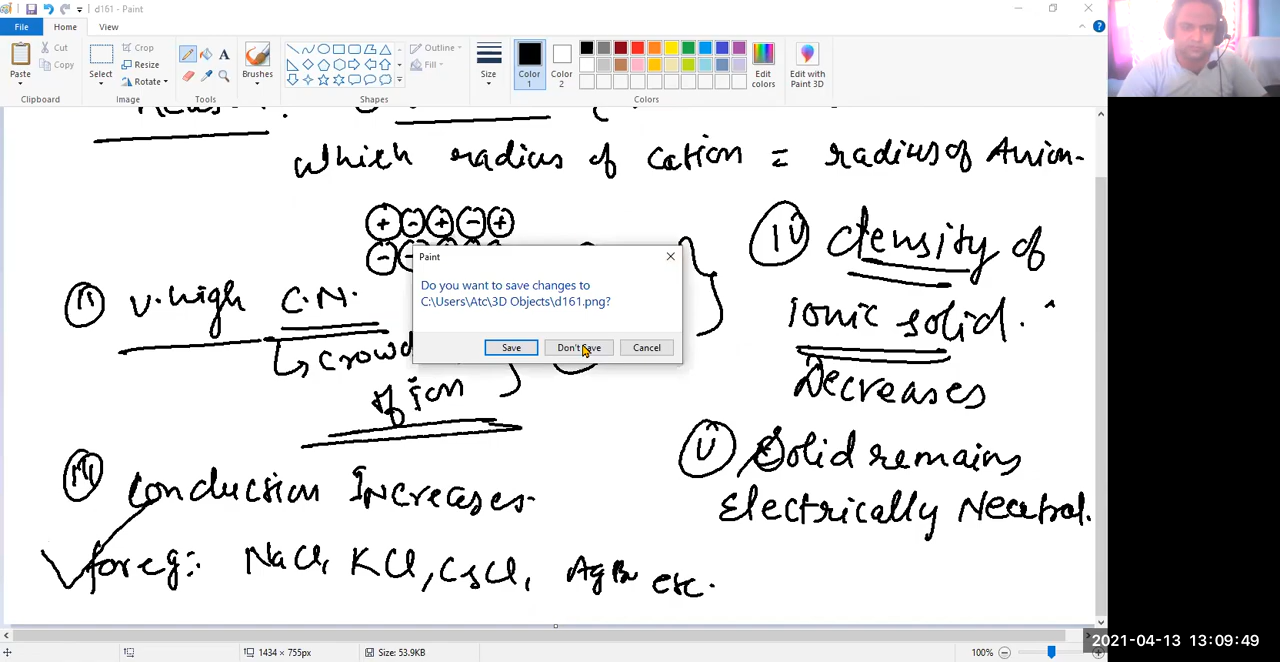 d161 - Paint
File Home View
Paste
Cut
Copy
Clipboard
Select
Crop
Resize
Rotate
Image
Tools
Brushes
Shapes
Outline
Fill
Size
Color 1
Color 2
Edit colors
Colors
Edit with Paint 3D
which radius of cation = radius of Anion.
+ - + - +
- -
II V.high C.N.
↳ Crowd
of ion
III Conduction Increases.
for eg: NaCl, KCl, CsCl, AgBr etc.
IV density of
Ionic solid.
Decreases
V Solid remains
Electrically Neutral.
Paint
Do you want to save changes to
C:\Users\Atc\3D Objects\d161.png?
Save Don't Save Cancel
1434 × 755px
Size: 53.9KB
100%
2021-04-13 13:09:49